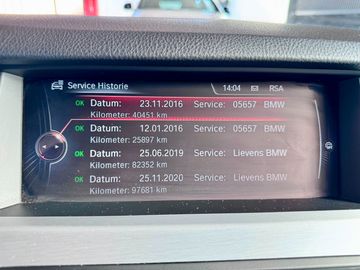 Service Historie 14:04 RSA
OK Datum: 23.11.2016 Service: 05657 BMW
Kilometer: 40451 km
OK Datum: 12.01.2016 Service: 05657 BMW
Kilometer: 25897 km
OK Datum: 25.06.2019 Service: Lievens BMW
Kilometer: 82352 km
OK Datum: 25.11.2020 Service: Lievens BMW
Kilometer: 97681 km